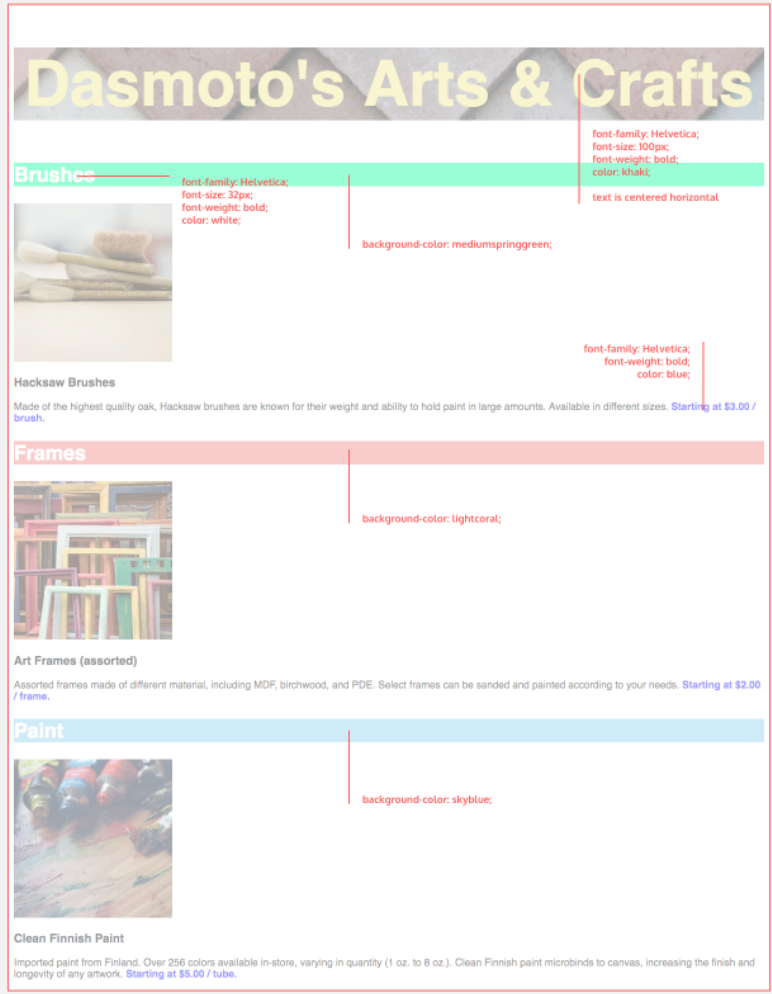 Dasmoto's Arts & Crafts
font-family: Helvetica;
font-size: 100px;
font-weight: bold;
color: khaki;
text is centered horizontal
Brushes
font-family: Helvetica;
font-size: 32px;
font-weight: bold;
color: white;
background-color: mediumspringgreen;
font-family: Helvetica;
font-weight: bold;
color: blue;
Hacksaw Brushes
Made of the highest quality oak, Hacksaw brushes are known for their weight and ability to hold paint in large amounts. Available in different sizes. Starting at $3.00 /
brush.
Frames
background-color: lightcoral;
Art Frames (assorted)
Assorted frames made of different material, including MDF, birchwood, and PDE. Select frames can be sanded and painted according to your needs. Starting at $2.00
/ frame.
Paint
background-color: skyblue;
Clean Finnish Paint
Imported paint from Finland. Over 256 colors available in-store, varying in quantity (1 oz. to 8 oz.). Clean Finnish paint microbinds to canvas, increasing the finish and
longevity of any artwork. Starting at $5.00 / tube.